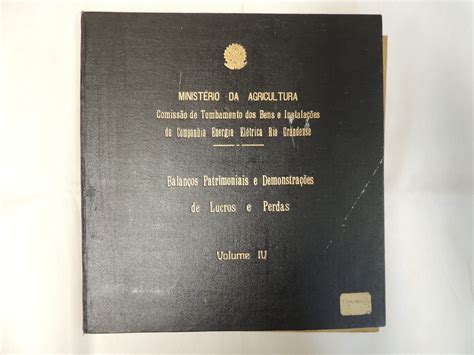 MINISTÉRIO DA AGRICULTURA
Comissão de Tombamento dos Bens e Instalações
da Companhia Energia Elétrica Rio Grandense
Balanços Patrimoniais e Demonstrações
de Lucros e Perdas
Volume IV